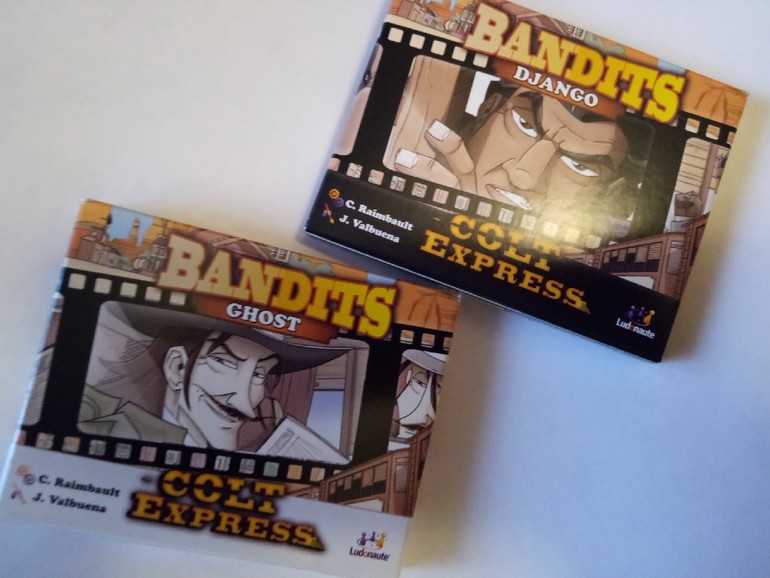 BANDITS
DJANGO
C. Raimbault
J. Valbuena
COLT
EXPRESS
Ludonaute
BANDITS
GHOST
C. Raimbault
J. Valbuena
COLT
EXPRESS
Ludonaute